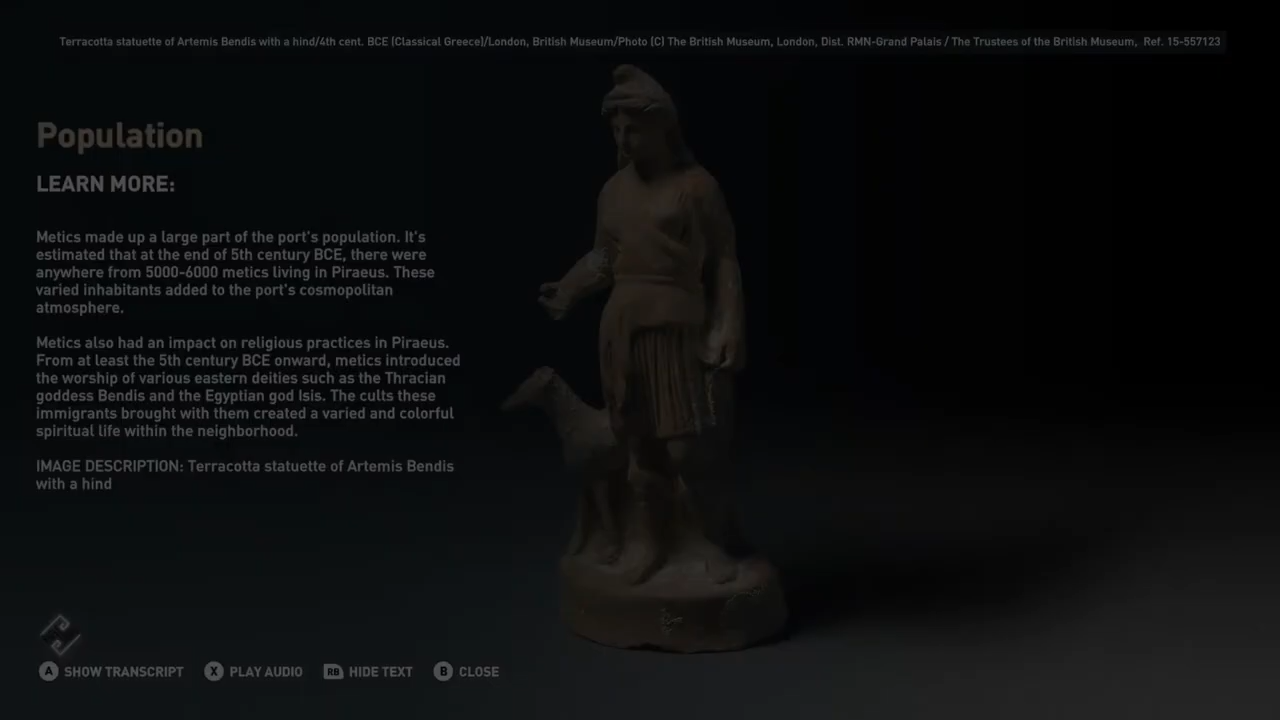 Terracotta statuette of Artemis Bendis with a hind/4th cent. BCE (Classical Greece)/London, British Museum/Photo (C) The British Museum, London, Dist. RMN-Grand Palais / The Trustees of the British Museum, Ref. 15-557123
Population
LEARN MORE:
Metics made up a large part of the port's population. It's
estimated that at the end of 5th century BCE, there were
anywhere from 5000-6000 metics living in Piraeus. These
varied inhabitants added to the port's cosmopolitan
atmosphere.
Metics also had an impact on religious practices in Piraeus.
From at least the 5th century BCE onward, metics introduced
the worship of various eastern deities such as the Thracian
goddess Bendis and the Egyptian god Isis. The cults these
immigrants brought with them created a varied and colorful
spiritual life within the neighborhood.
IMAGE DESCRIPTION: Terracotta statuette of Artemis Bendis
with a hind
A SHOW TRANSCRIPT X PLAY AUDIO RB HIDE TEXT B CLOSE